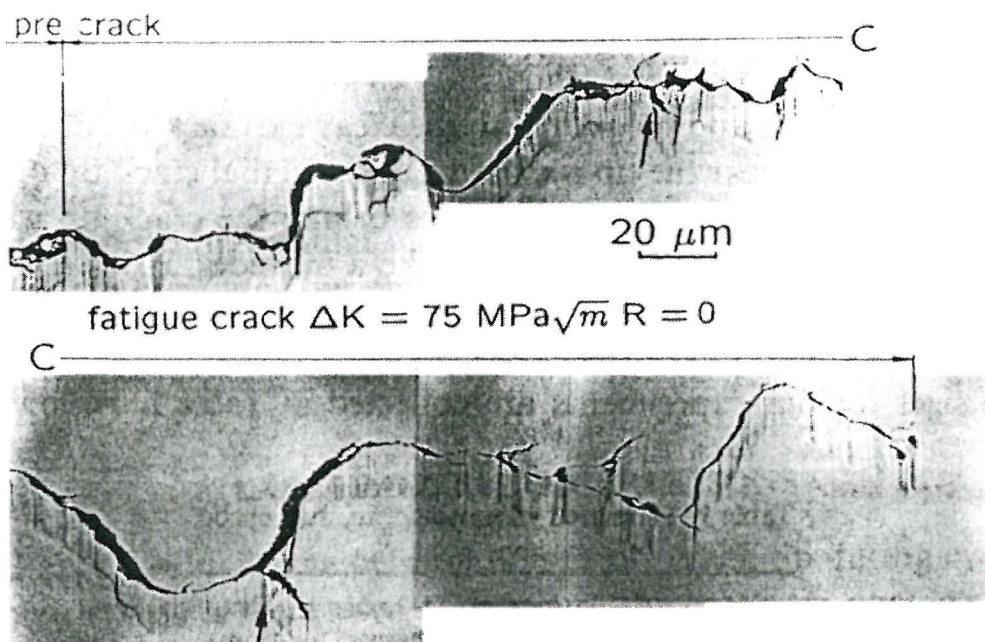 pre crack
C
20 μm
fatigue crack ΔK = 75 MPa√m R = 0
C